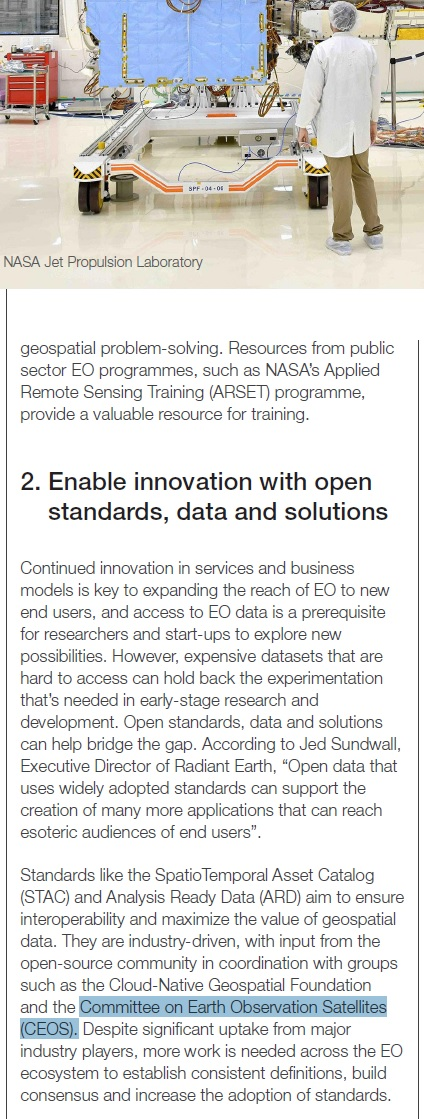 SPF - 04 - 06
NASA Jet Propulsion Laboratory
geospatial problem-solving. Resources from public
sector EO programmes, such as NASA's Applied
Remote Sensing Training (ARSET) programme,
provide a valuable resource for training.
2. Enable innovation with open
standards, data and solutions
Continued innovation in services and business
models is key to expanding the reach of EO to new
end users, and access to EO data is a prerequisite
for researchers and start-ups to explore new
possibilities. However, expensive datasets that are
hard to access can hold back the experimentation
that's needed in early-stage research and
development. Open standards, data and solutions
can help bridge the gap. According to Jed Sundwall,
Executive Director of Radiant Earth, “Open data that
uses widely adopted standards can support the
creation of many more applications that can reach
esoteric audiences of end users”.
Standards like the SpatioTemporal Asset Catalog
(STAC) and Analysis Ready Data (ARD) aim to ensure
interoperability and maximize the value of geospatial
data. They are industry-driven, with input from the
open-source community in coordination with groups
such as the Cloud-Native Geospatial Foundation
and the Committee on Earth Observation Satellites
(CEOS). Despite significant uptake from major
industry players, more work is needed across the EO
ecosystem to establish consistent definitions, build
consensus and increase the adoption of standards.